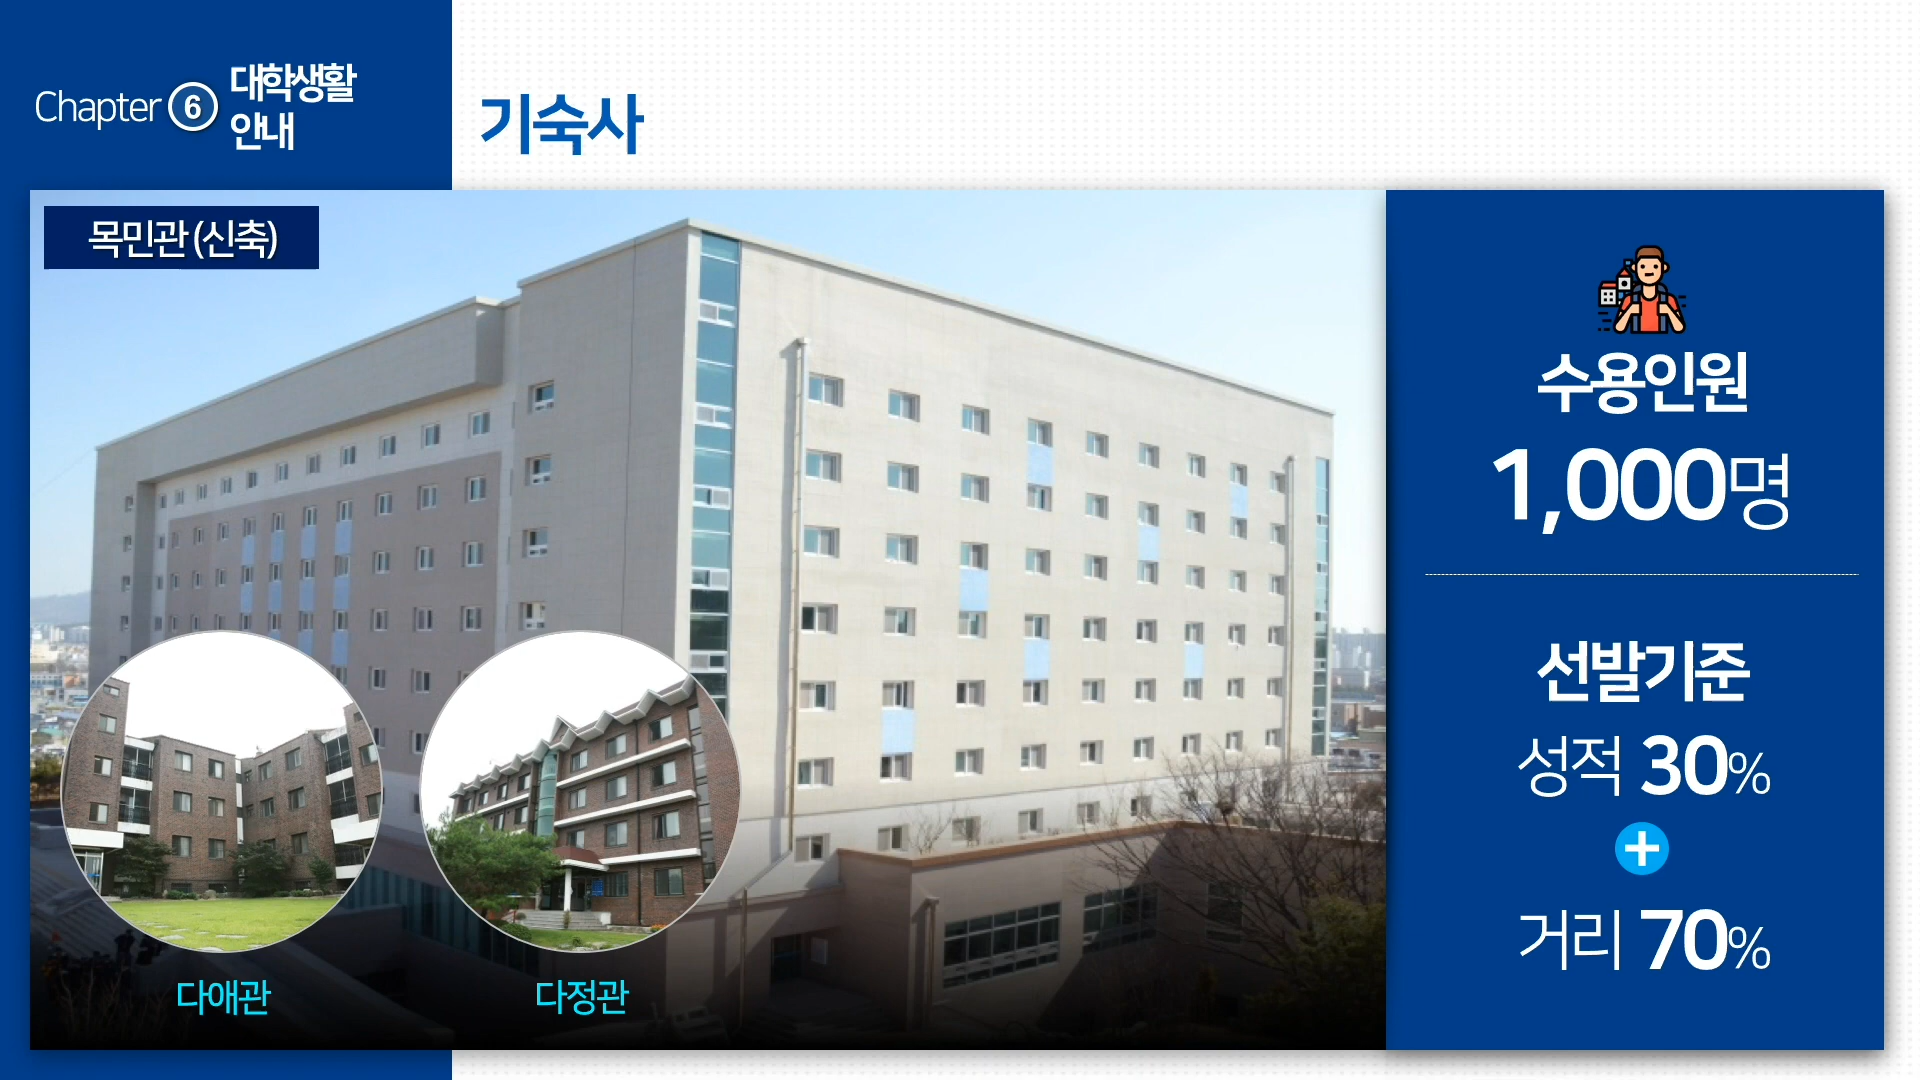 Chapter 6 대학생활
안내
기숙사
목민관 (신축)
다애관
다정관
수용인원
1,000명
선발기준
성적 30%
+
거리 70%